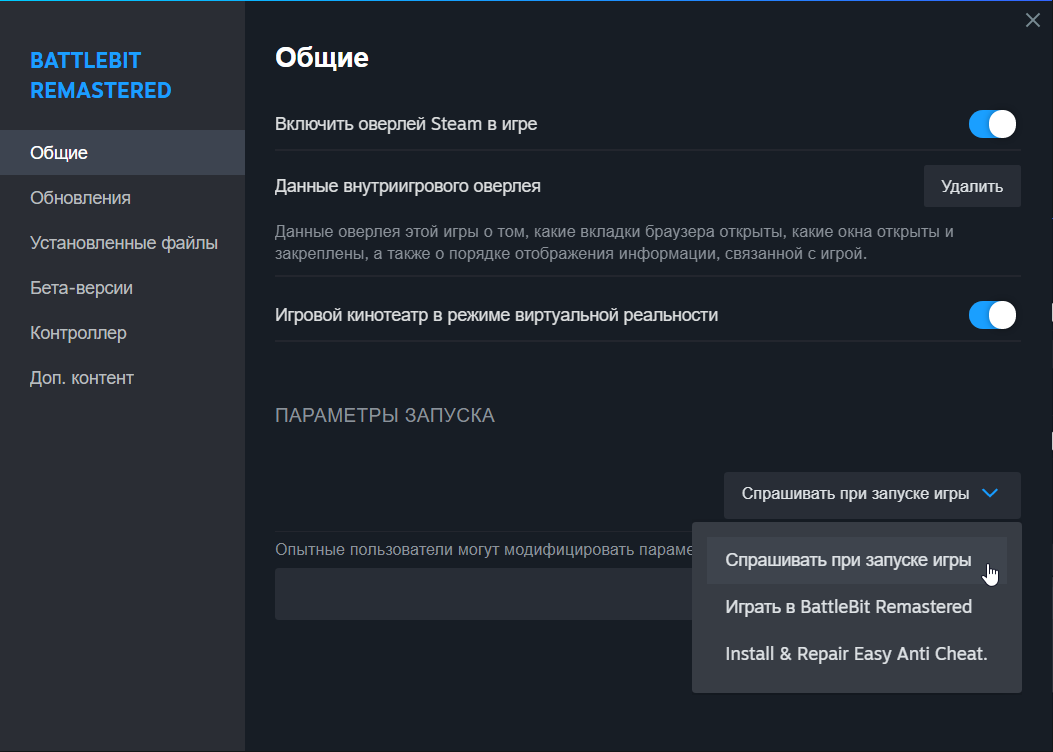 BATTLEBIT
REMASTERED
Общие
Обновления
Установленные файлы
Бета-версии
Контроллер
Доп. контент
Общие
Включить оверлей Steam в игре
Данные внутриигрового оверлея
Удалить
Данные оверлея этой игры о том, какие вкладки браузера открыты, какие окна открыты и
закреплены, а также о порядке отображения информации, связанной с игрой.
Игровой кинотеатр в режиме виртуальной реальности
ПАРАМЕТРЫ ЗАПУСКА
Спрашивать при запуске игры
Опытные пользователи могут модифицировать параме
Спрашивать при запуске игры
Играть в BattleBit Remastered
Install & Repair Easy Anti Cheat.